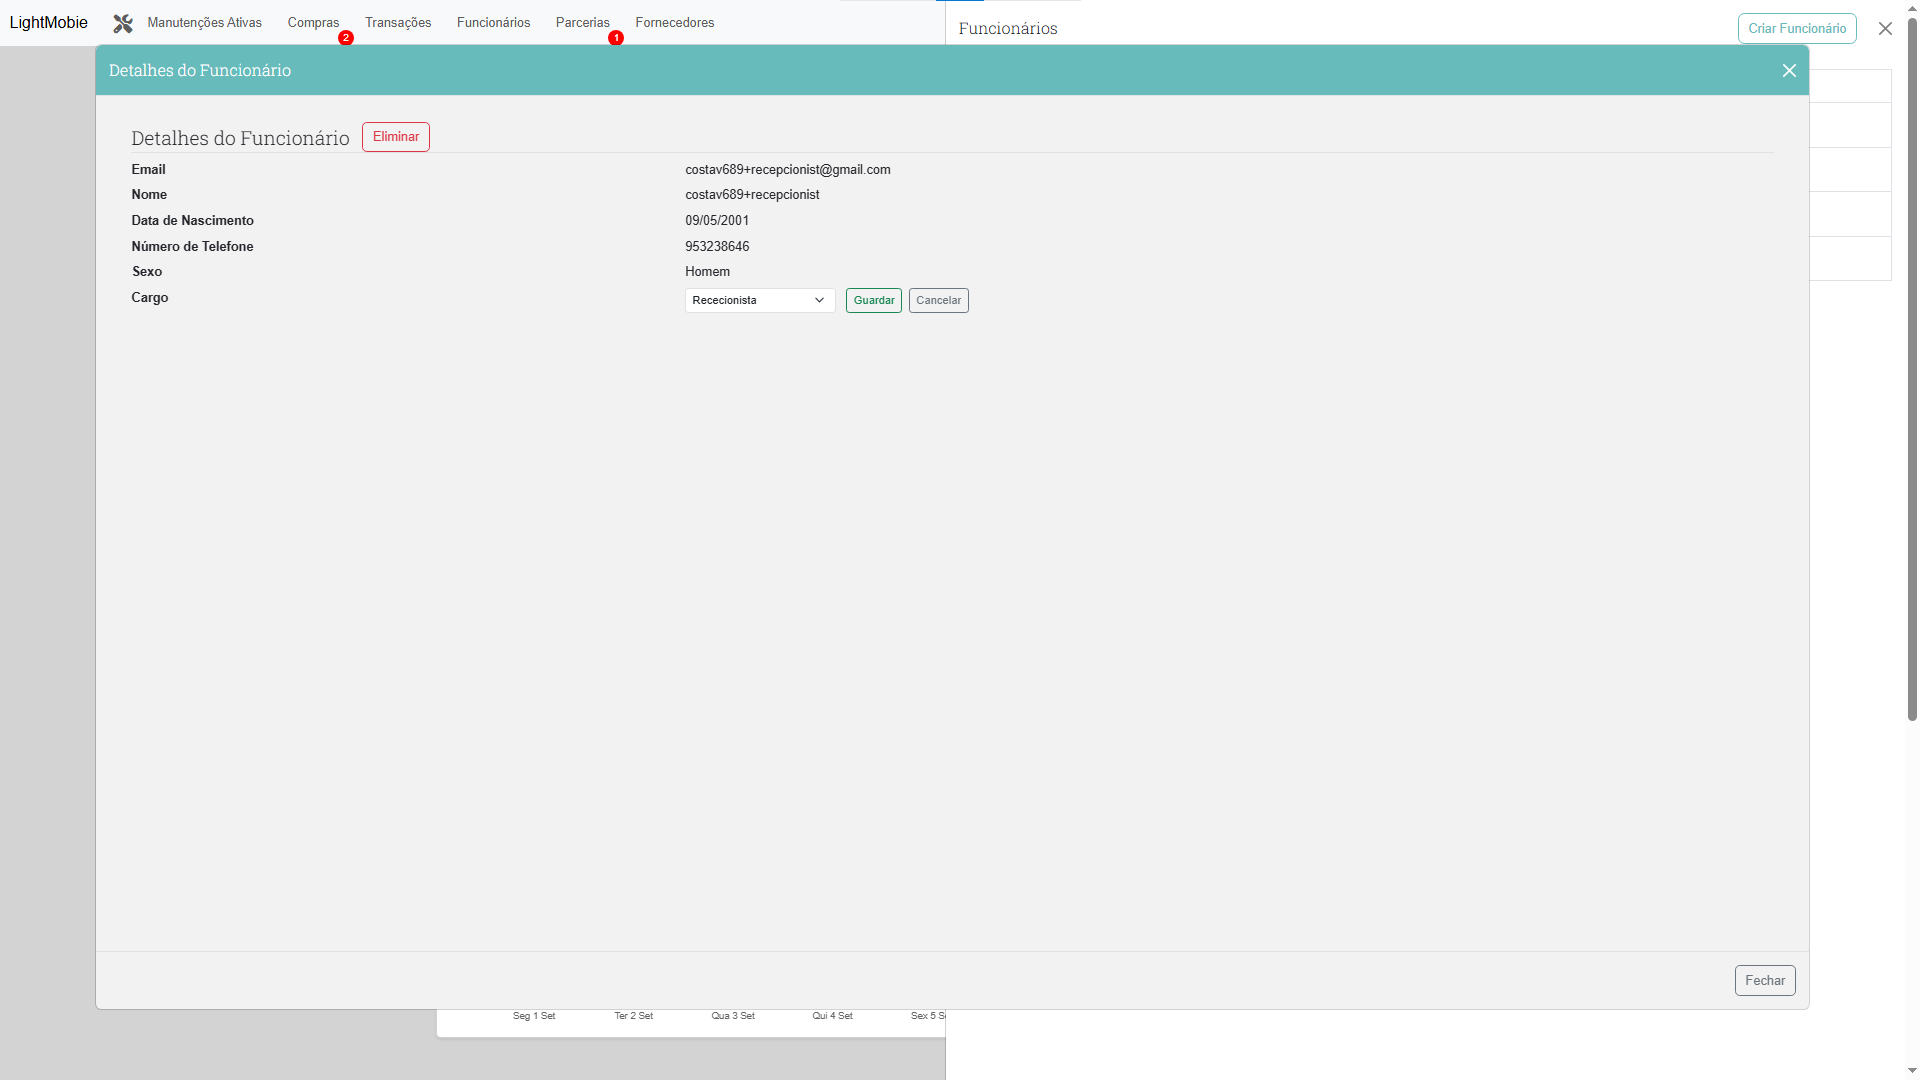 LightMobie Manutenções Ativas Compras Transações Funcionários Parcerias Fornecedores
2 1
Funcionários Criar Funcionário
Detalhes do Funcionário
Detalhes do Funcionário Eliminar
Email costav689+recepcionist@gmail.com
Nome costav689+recepcionist
Data de Nascimento 09/05/2001
Número de Telefone 953238646
Sexo Homem
Cargo Rececionista Guardar Cancelar
Fechar
Seg 1 Set Ter 2 Set Qua 3 Set Qui 4 Set Sex 5 S